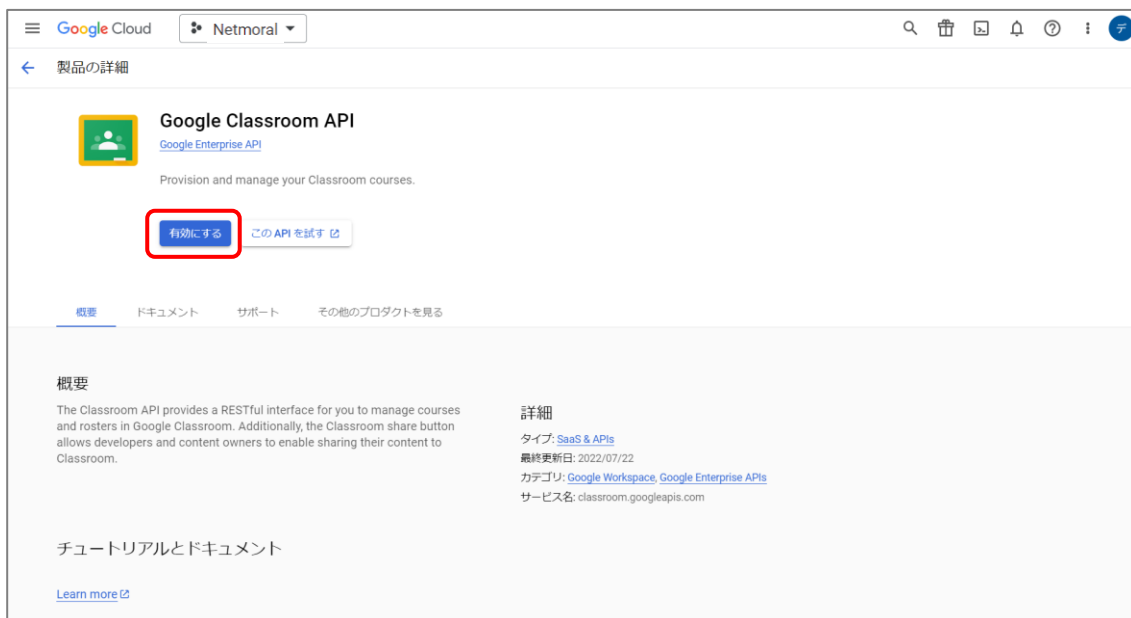 Google Cloud
Netmoral
デ
製品の詳細
Google Classroom API
Google Enterprise API
Provision and manage your Classroom courses.
有効にする
この API を試す
概要
ドキュメント
サポート
その他のプロダクトを見る
概要
The Classroom API provides a RESTful interface for you to manage courses
and rosters in Google Classroom. Additionally, the Classroom share button
allows developers and content owners to enable sharing their content to
Classroom.
詳細
タイプ: SaaS & APIs
最終更新日: 2022/07/22
カテゴリ: Google Workspace, Google Enterprise APIs
サービス名: classroom.googleapis.com
チュートリアルとドキュメント
Learn more